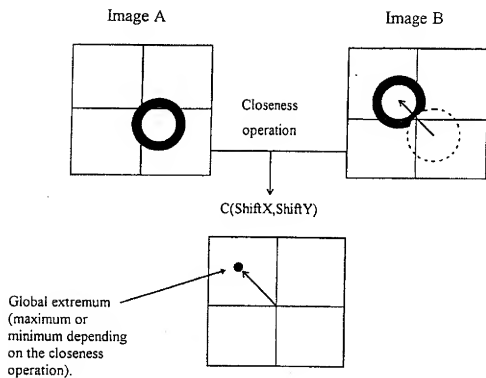 Image A
Image B
Closeness
operation
C(ShiftX,ShiftY)
Global extremum
(maximum or
minimum depending
on the closeness
operation).